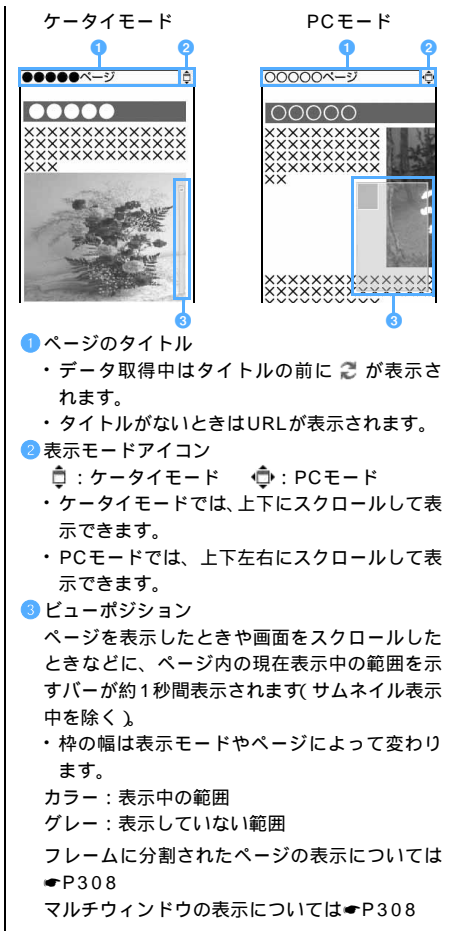 ケータイモード
PCモード
1 2
1 2
●●●●●ページ
○○○○○ページ
●●●●●
○○○○○
×××××××××××××
×××××××××××××
×××××××××××××
×××
××××××××××
××××××××××
××××××××××
××
×××××××××××××××
×××××××××××××××
3
3
1 ページのタイトル
・データ取得中はタイトルの前に が表示さ
れます。
・タイトルがないときはURLが表示されます。
2 表示モードアイコン
：ケータイモード ：PCモード
・ケータイモードでは、上下にスクロールして表
示できます。
・PCモードでは、上下左右にスクロールして表
示できます。
3 ビューポジション
ページを表示したときや画面をスクロールした
ときなどに、ページ内の現在表示中の範囲を示
すバーが約1秒間表示されます(サムネイル表示
中を除く)。
・枠の幅は表示モードやページによって変わり
ます。
カラー：表示中の範囲
グレー：表示していない範囲
フレームに分割されたページの表示については
☛P308
マルチウィンドウの表示については☛P308